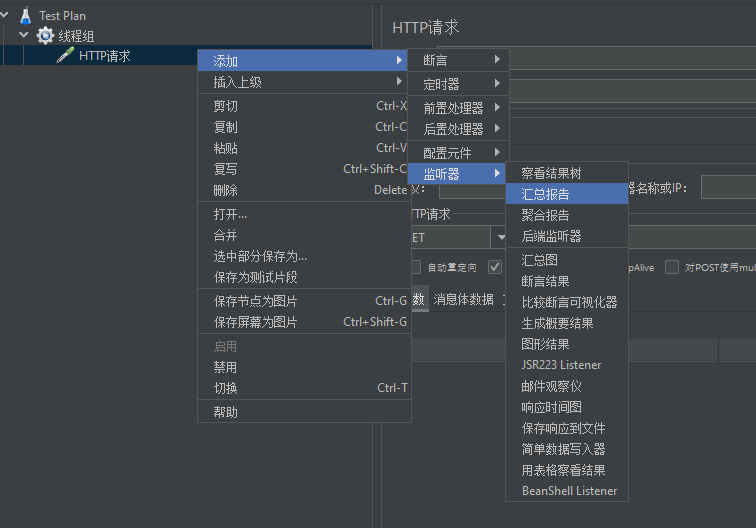 Test Plan
线程组
HTTP请求
HTTP请求
添加
插入上级
剪切 Ctrl-X
复制 Ctrl-C
粘贴 Ctrl-V
复写 Ctrl+Shift-C
删除 Delete
打开...
合并
选中部分保存为...
保存为测试片段
保存节点为图片 Ctrl-G
保存屏幕为图片 Ctrl+Shift-G
启用
禁用
切换 Ctrl-T
帮助
断言
定时器
前置处理器
后置处理器
配置元件
监听器
察看结果树
汇总报告
聚合报告
后端监听器
汇总图
断言结果
比较断言可视化器
生成概要结果
图形结果
JSR223 Listener
邮件观察仪
响应时间图
保存响应到文件
简单数据写入器
用表格察看结果
BeanShell Listener
器名称或IP：
TP请求
ET
自动重定向
pAlive
对POST使用mul
数 消息体数据